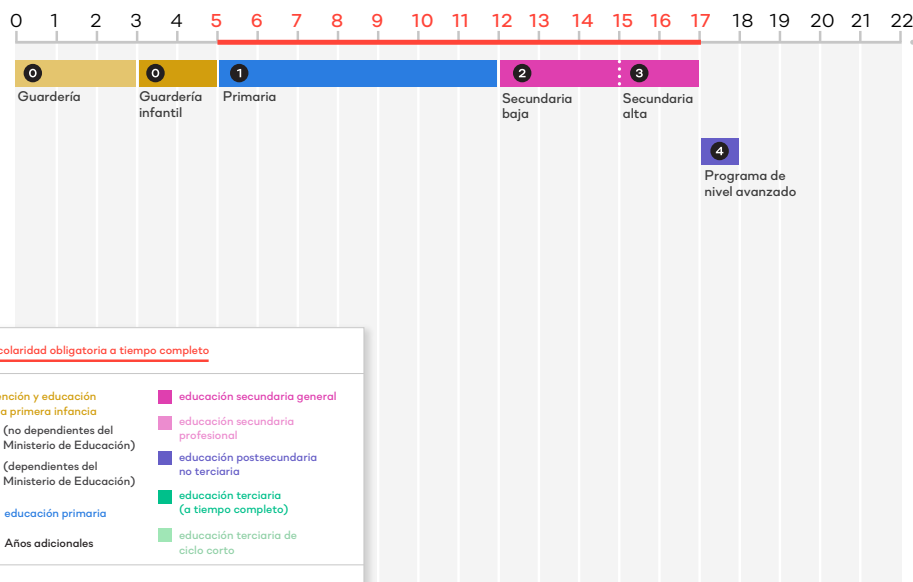 0 1 2 3 4 5 6 7 8 9 10 11 12 13 14 15 16 17 18 19 20 21 22
0 0 1 2 3
Guardería
Guardería
infantil
Primaria
Secundaria
baja
Secundaria
alta
4
Programa de
nivel avanzado
colaridad obligatoria a tiempo completo
nción y educación
a primera infancia
(no dependientes del
Ministerio de Educación)
(dependientes del
Ministerio de Educación)
educación primaria
Años adicionales
educación secundaria general
educación secundaria
profesional
educación postsecundaria
no terciaria
educación terciaria
(a tiempo completo)
educación terciaria de
ciclo corto